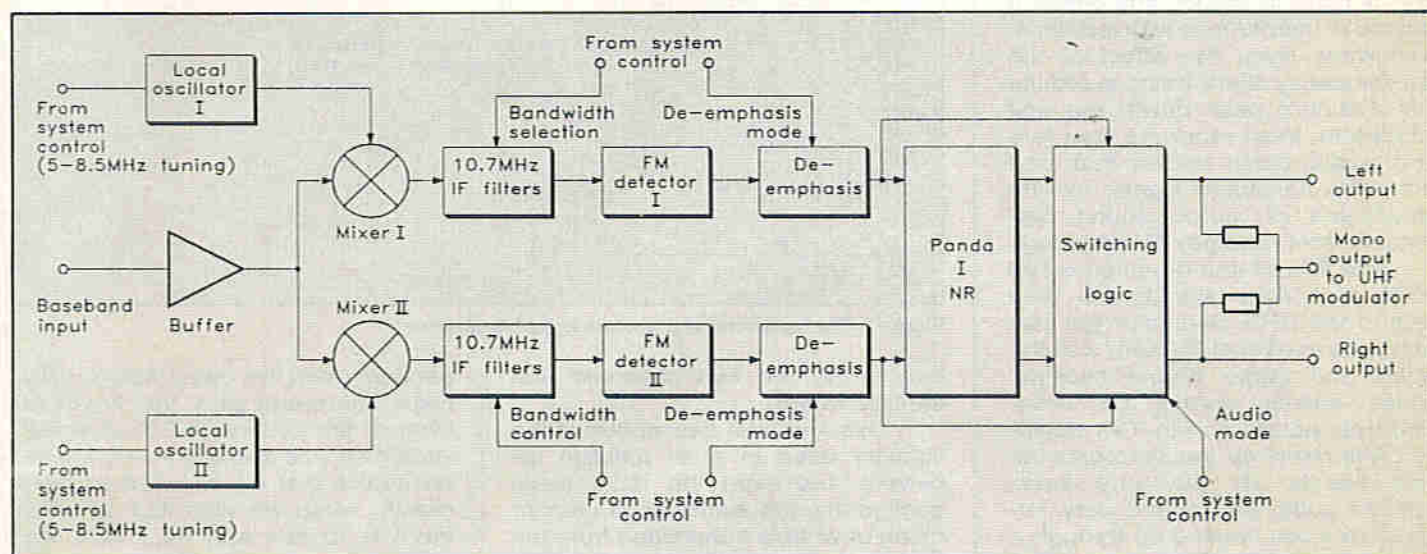 From system
control
Local
oscillator
I
From
system
control
(5-8.5MHz tuning)
Bandwidth
selection
De-emphasis
mode
Mixer I
10.7MHz
IF filters
FM
detector
I
De-
emphasis
Left
output
Baseband
input
Buffer
Panda
I
NR
Switching
logic
Mono
output
to UHF
modulator
Mixer II
10.7MHz
IF filters
FM
detector
II
De-
emphasis
Right
output
Local
oscillator
II
Bandwidth
control
De-emphasis
mode
Audio
mode
From
system
control
(5-8.5MHz tuning)
From system
control
From system
control